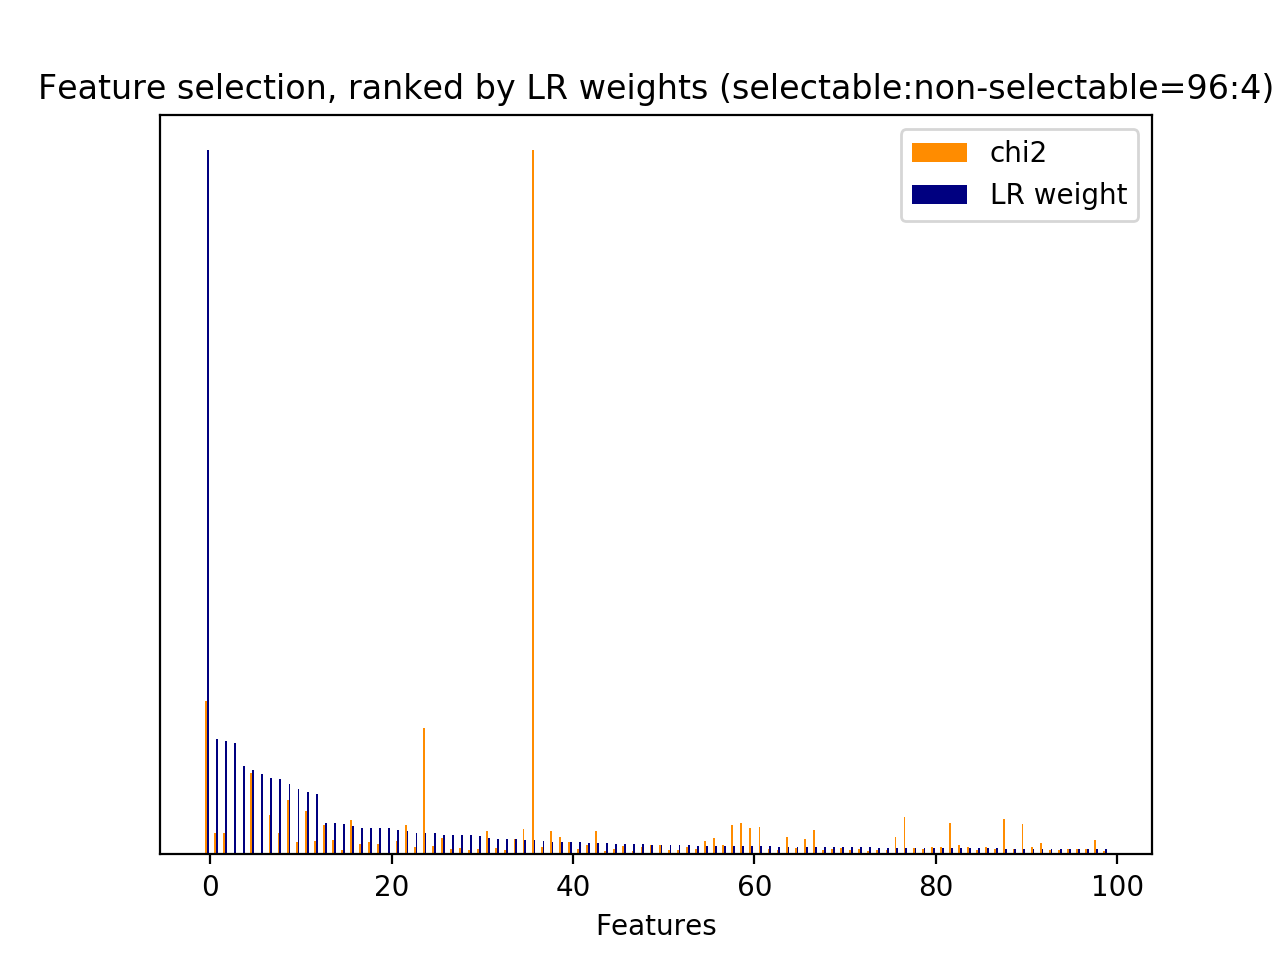 Feature selection, ranked by LR weights (selectable:non-selectable=96:4)
chi2
LR weight
0 20 40 60 80 100
Features